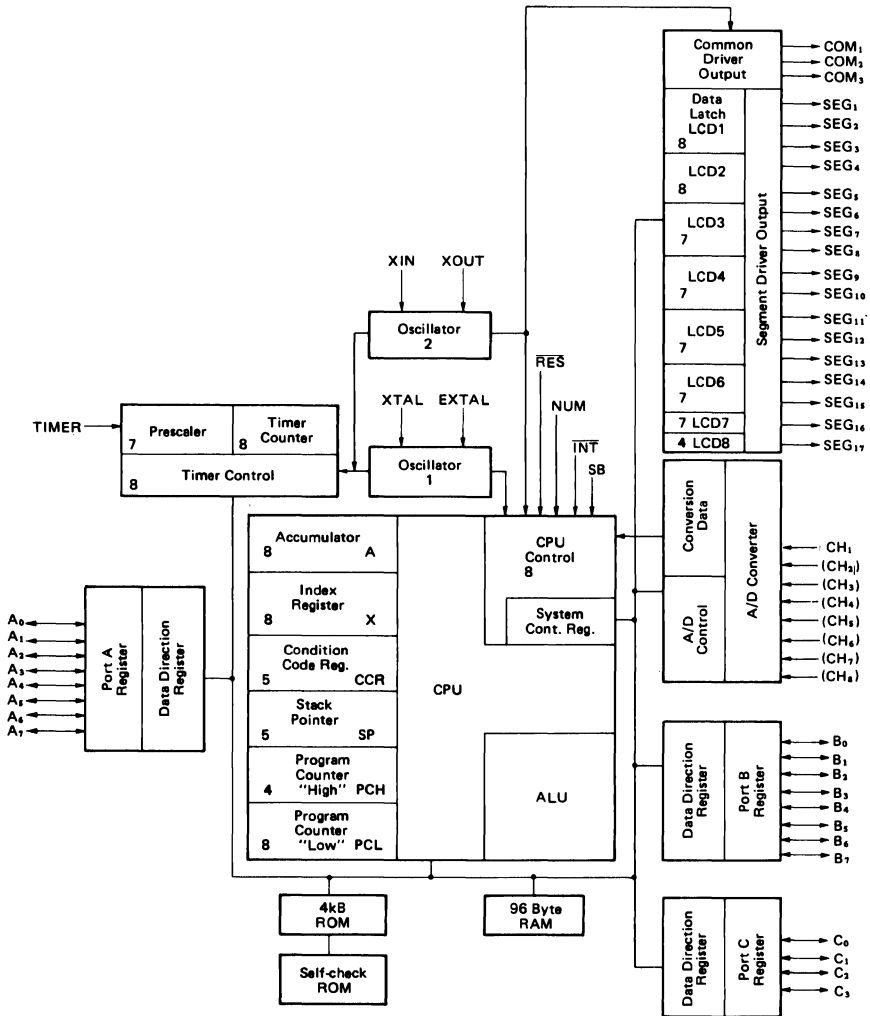 Common
Driver
Output
COM₁
COM₂
COM₃
Data
Latch
LCD1
8
LCD2
8
LCD3
7
LCD4
7
LCD5
7
LCD6
7
7 LCD7
4 LCD8
Segment Driver Output
SEG₁
SEG₂
SEG₃
SEG₄
SEG₅
SEG₆
SEG₇
SEG₈
SEG₉
SEG₁₀
SEG₁₁
SEG₁₂
SEG₁₃
SEG₁₄
SEG₁₅
SEG₁₆
SEG₁₇
XIN XOUT
Oscillator
2
XTAL EXTAL
Oscillator
1
R̅E̅S̅
NUM
I̅N̅T̅
SB
TIMER
7 Prescaler
8 Timer
Counter
8 Timer Control
8 Accumulator A
Index
Register
8 X
Condition
Code Reg.
5 CCR
Stack
Pointer
5 SP
Program
Counter
4 "High" PCH
Program
Counter
8 "Low" PCL
CPU
CPU
Control
8
System
Cont. Reg.
ALU
Conversion
Data
A/D
Control
A/D Converter
CH₁
(CH₂)
(CH₃)
(CH₄)
(CH₅)
(CH₆)
(CH₇)
(CH₈)
A₀
A₁
A₂
A₃
A₄
A₅
A₆
A₇
Port A
Register
Data Direction
Register
Data Direction
Register
Port B
Register
B₀
B₁
B₂
B₃
B₄
B₅
B₆
B₇
4kB
ROM
Self-check
ROM
96 Byte
RAM
Data Direction
Register
Port C
Register
C₀
C₁
C₂
C₃